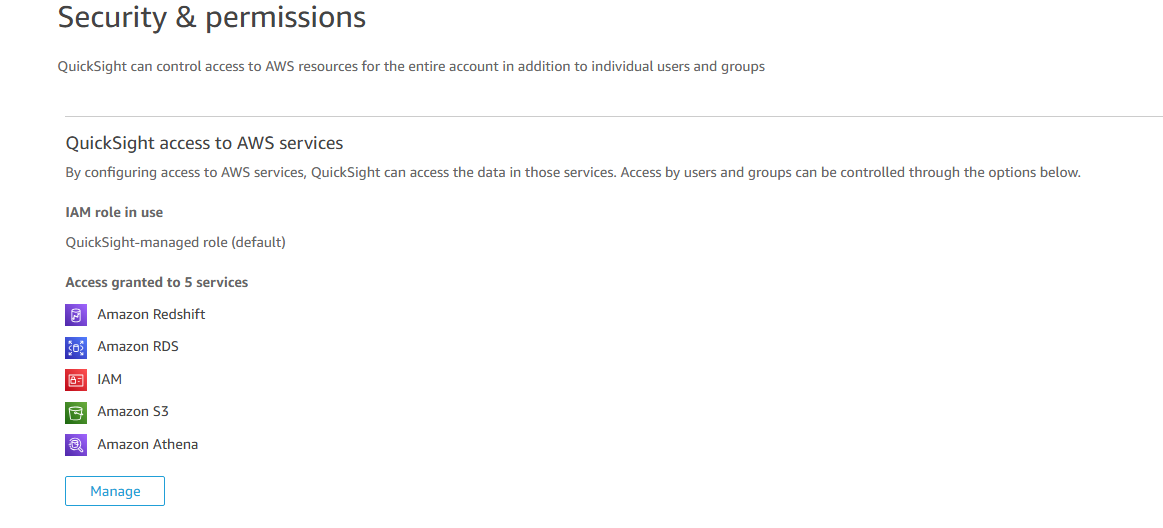 Security & permissions
QuickSight can control access to AWS resources for the entire account in addition to individual users and groups
QuickSight access to AWS services
By configuring access to AWS services, QuickSight can access the data in those services. Access by users and groups can be controlled through the options below.
IAM role in use
QuickSight-managed role (default)
Access granted to 5 services
Amazon Redshift
Amazon RDS
IAM
Amazon S3
Amazon Athena
Manage